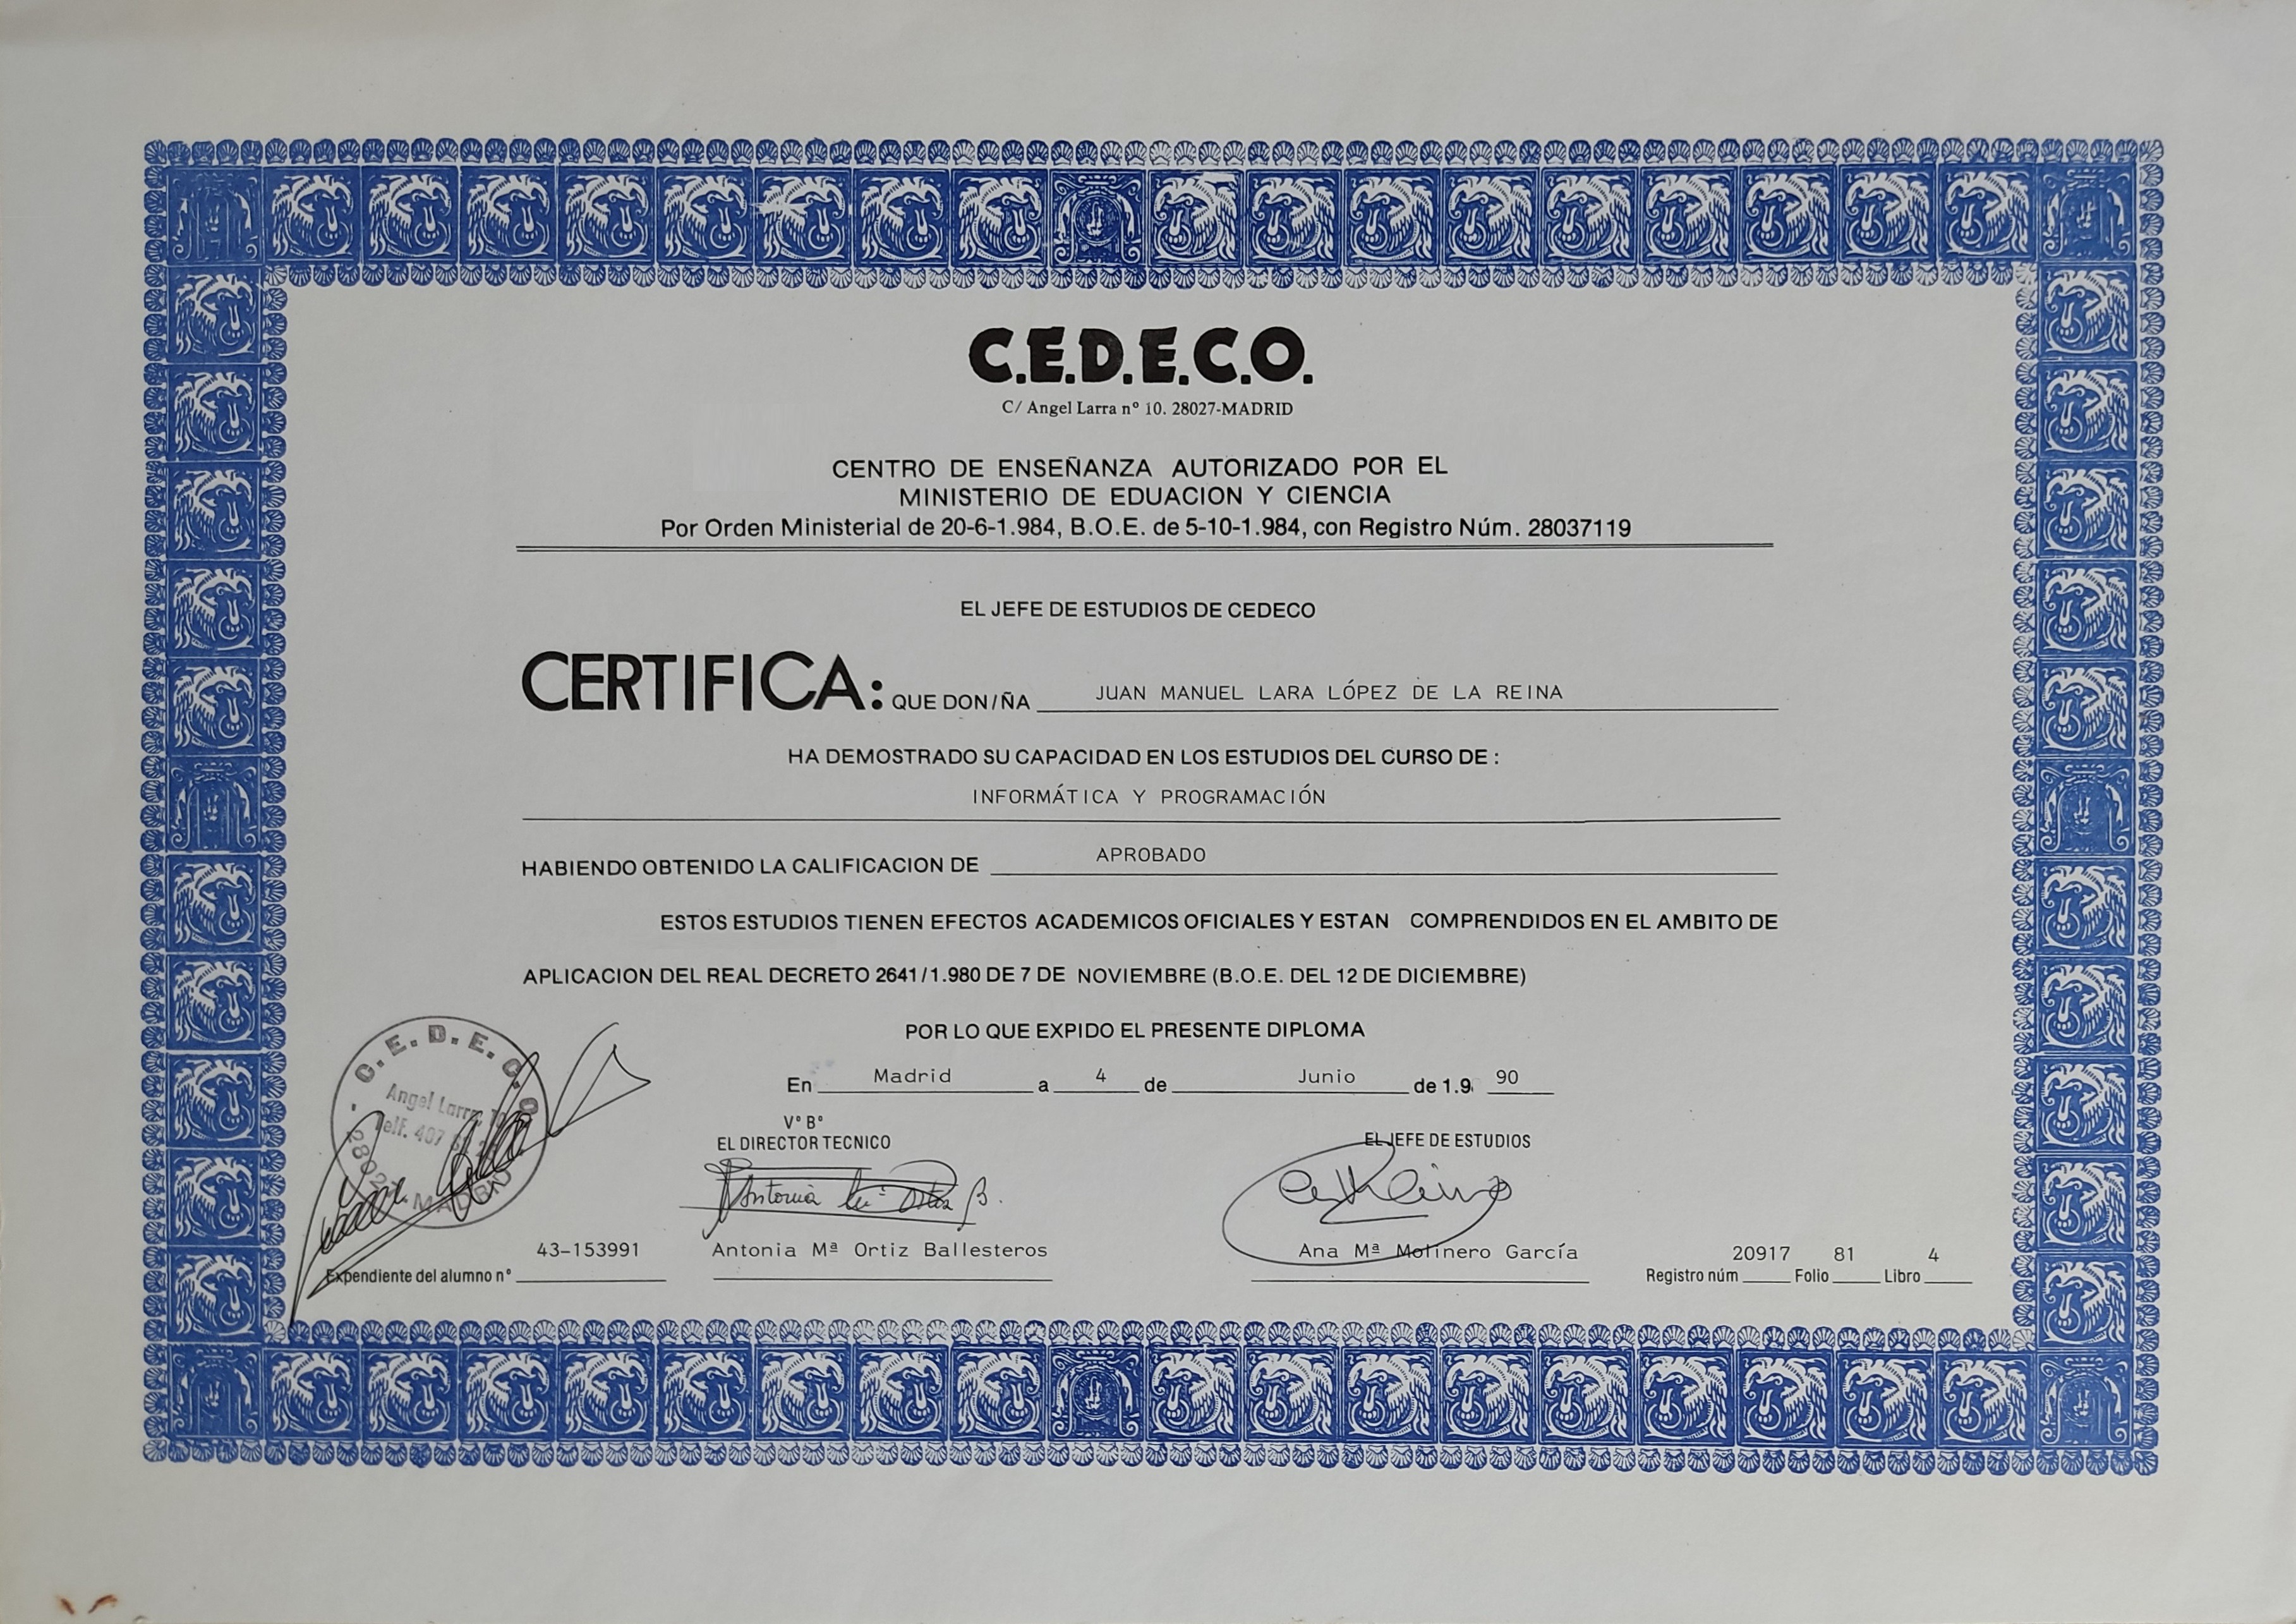 C.E.D.E.C.O.
C/ Angel Larra nº 10. 28027-MADRID
CENTRO DE ENSEÑANZA AUTORIZADO POR EL
MINISTERIO DE EDUACION Y CIENCIA
Por Orden Ministerial de 20-6-1.984, B.O.E. de 5-10-1.984, con Registro Núm. 28037119
EL JEFE DE ESTUDIOS DE CEDECO
CERTIFICA: QUE DON/ÑA JUAN MANUEL LARA LÓPEZ DE LA REINA
HA DEMOSTRADO SU CAPACIDAD EN LOS ESTUDIOS DEL CURSO DE :
INFORMÁTICA Y PROGRAMACIÓN
HABIENDO OBTENIDO LA CALIFICACION DE APROBADO
ESTOS ESTUDIOS TIENEN EFECTOS ACADEMICOS OFICIALES Y ESTAN COMPRENDIDOS EN EL AMBITO DE
APLICACION DEL REAL DECRETO 2641/1.980 DE 7 DE NOVIEMBRE (B.O.E. DEL 12 DE DICIEMBRE)
POR LO QUE EXPIDO EL PRESENTE DIPLOMA
En Madrid a 4 de Junio de 1.9 90
Vº Bº
EL DIRECTOR TECNICO
EL JEFE DE ESTUDIOS
C.E.D.E.C.O.
Angel Larra, 10
Telf. 407
28027-MADRID
Antonia Mª Ortiz B.
43-153991
Expediente del alumno nº
Antonia Mª Ortiz Ballesteros
Ana Mª Molinero García
20917 81 4
Registro núm Folio Libro